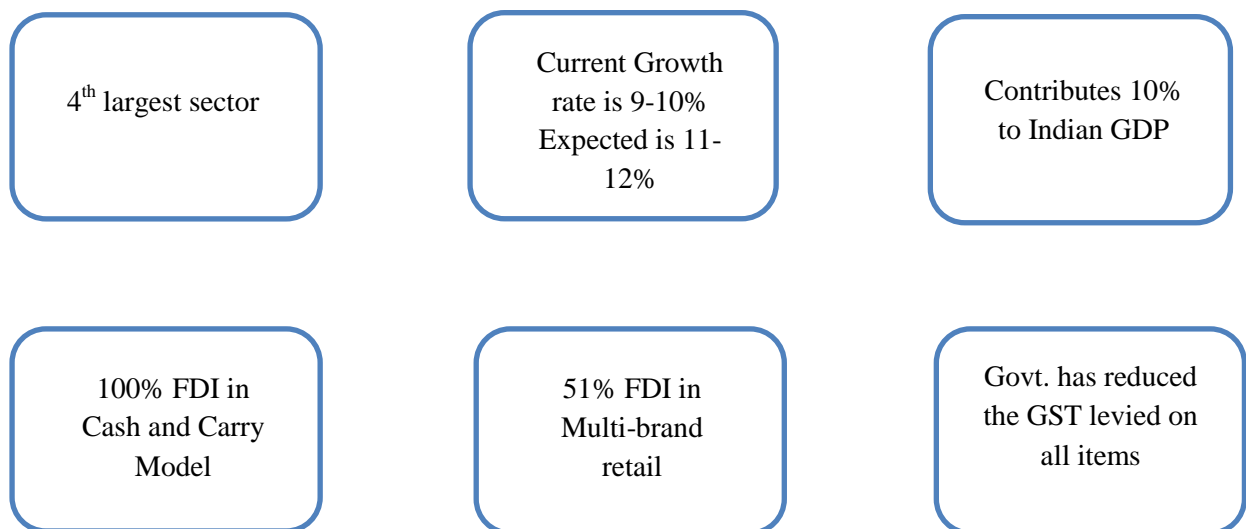 4th largest sector
Current Growth
rate is 9-10%
Expected is 11-
12%
Contributes 10%
to Indian GDP
100% FDI in
Cash and Carry
Model
51% FDI in
Multi-brand
retail
Govt. has reduced
the GST levied on
all items